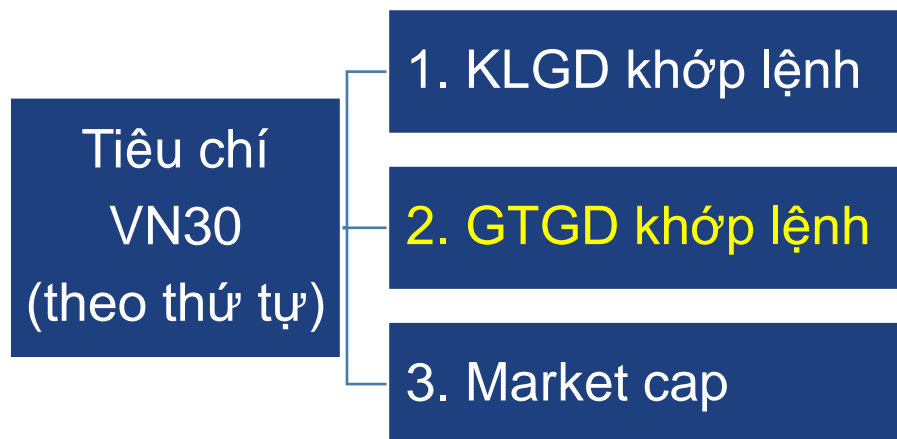 Tiêu chí
VN30
(theo thứ tự)
1. KLGD khớp lệnh
2. GTGD khớp lệnh
3. Market cap